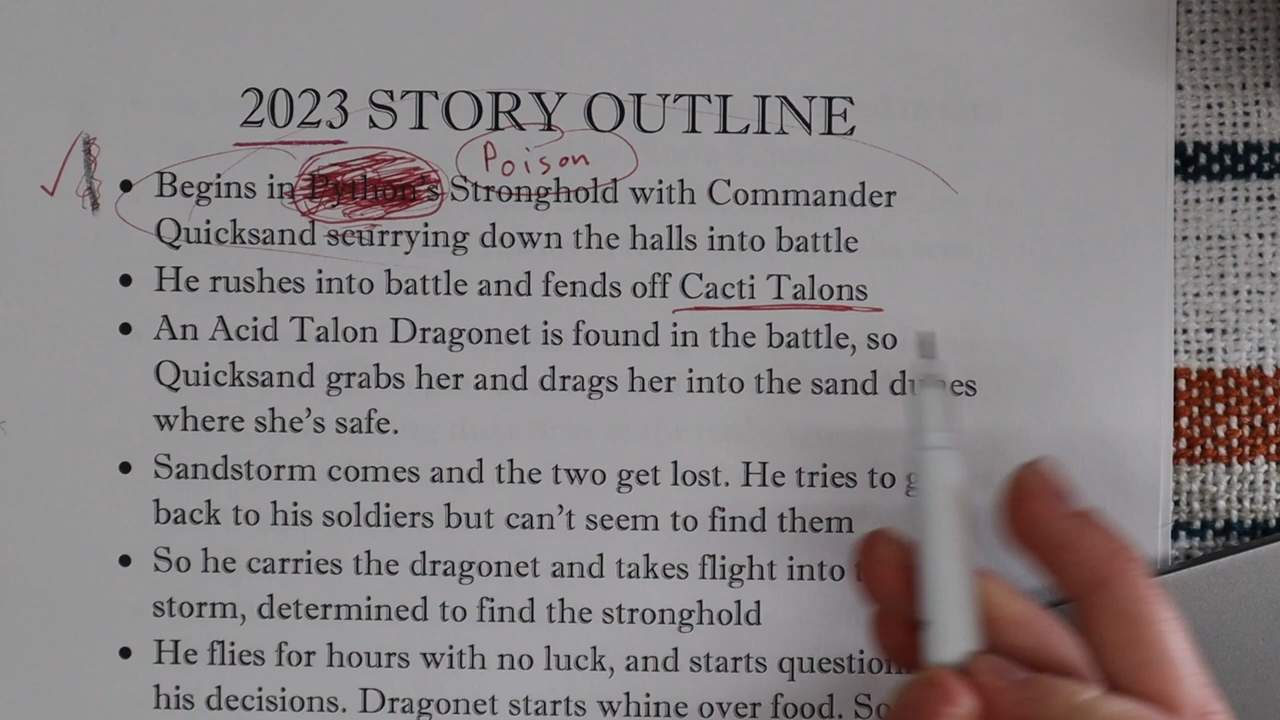 2023 STORY OUTLINE
Poison
• Begins in Python's Stronghold with Commander
Quicksand scurrying down the halls into battle
• He rushes into battle and fends off Cacti Talons
• An Acid Talon Dragonet is found in the battle, so
Quicksand grabs her and drags her into the sand dunes
where she's safe.
• Sandstorm comes and the two get lost. He tries to
back to his soldiers but can't seem to find them
• So he carries the dragonet and takes flight into
storm, determined to find the stronghold
• He flies for hours with no luck, and starts
his decisions. Dragonet starts whine over food. So